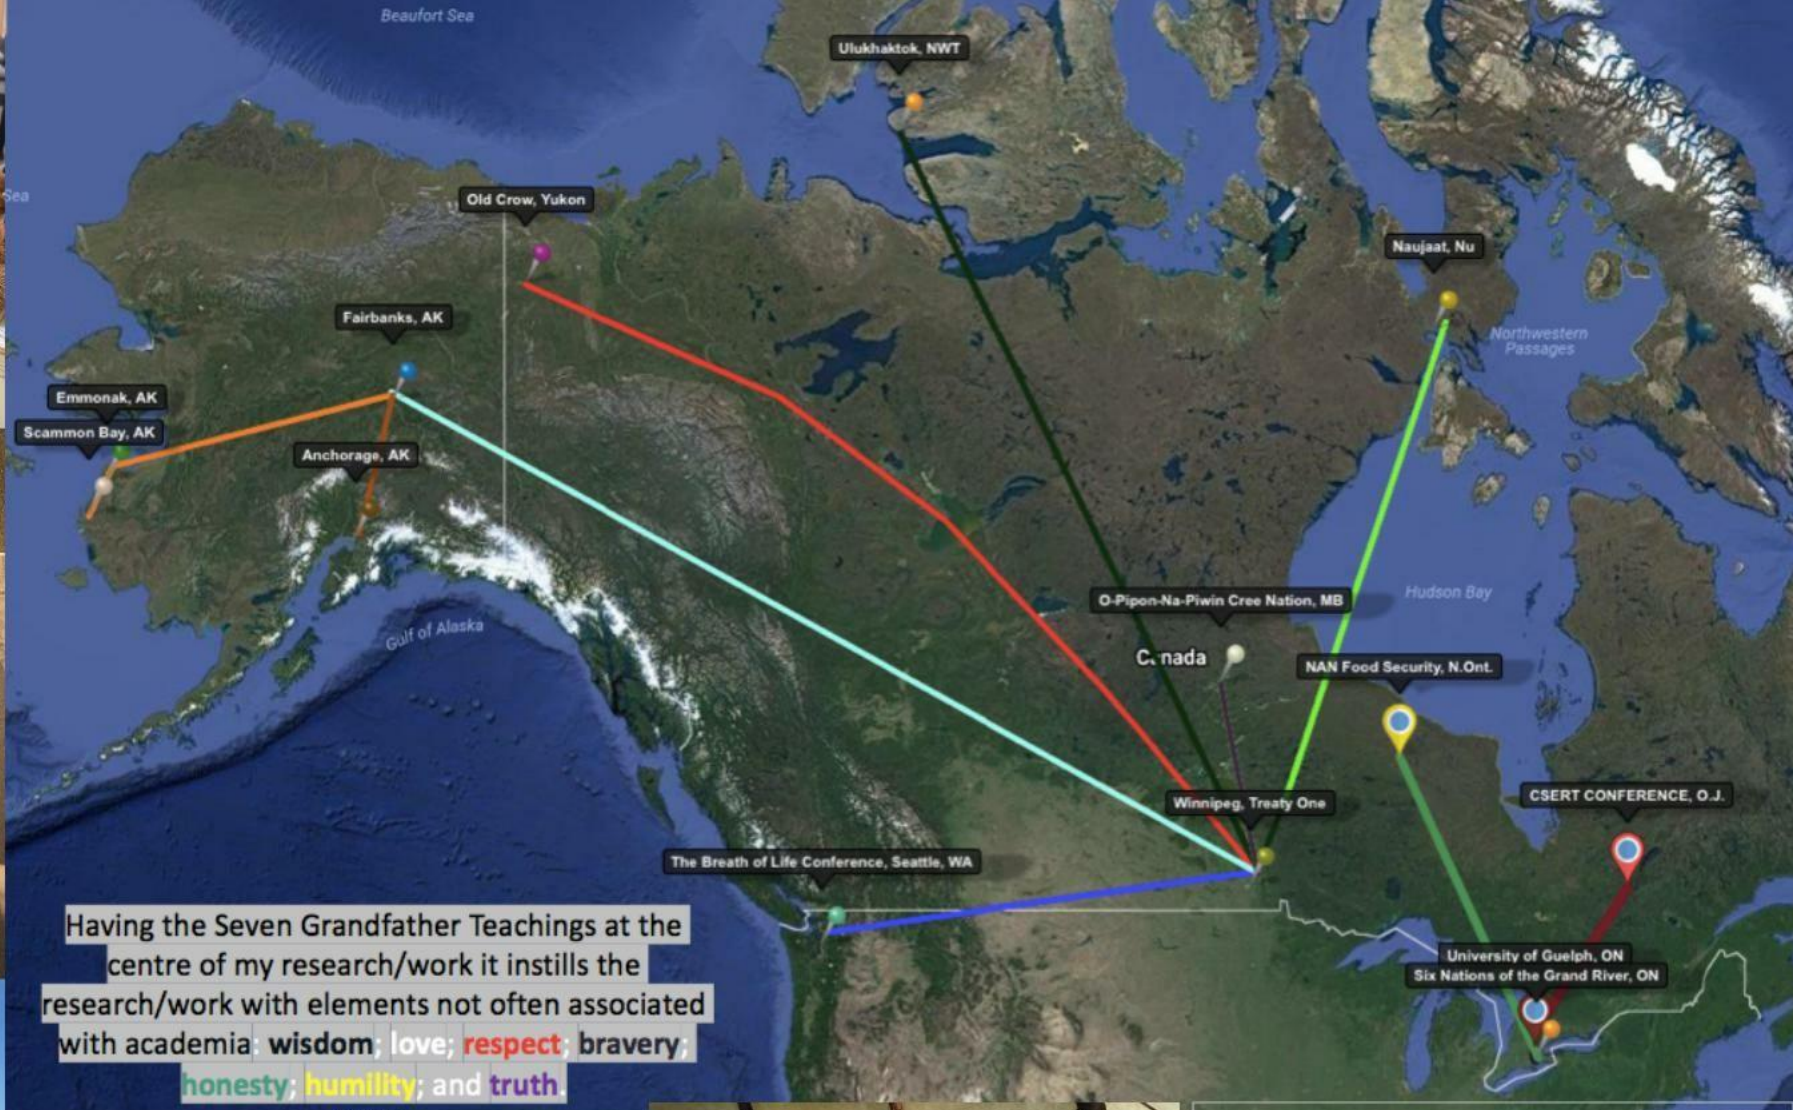 Beaufort Sea
Ulukhaktok, NWT
Sea
Old Crow, Yukon
Naujaat, Nu
Fairbanks, AK
Northwestern
Passages
Emmonak, AK
Scammon Bay, AK
Anchorage, AK
Hudson Bay
O-Pipon-Na-Piwin Cree Nation, MB
Gulf of Alaska
Canada
NAN Food Security, N.Ont.
CSERT CONFERENCE, O.J.
Winnipeg, Treaty One
The Breath of Life Conference, Seattle, WA
University of Guelph, ON
Six Nations of the Grand River, ON
Having the Seven Grandfather Teachings at the
centre of my research/work it instills the
research/work with elements not often associated
with academia: wisdom; love; respect; bravery;
honesty; humility; and truth.